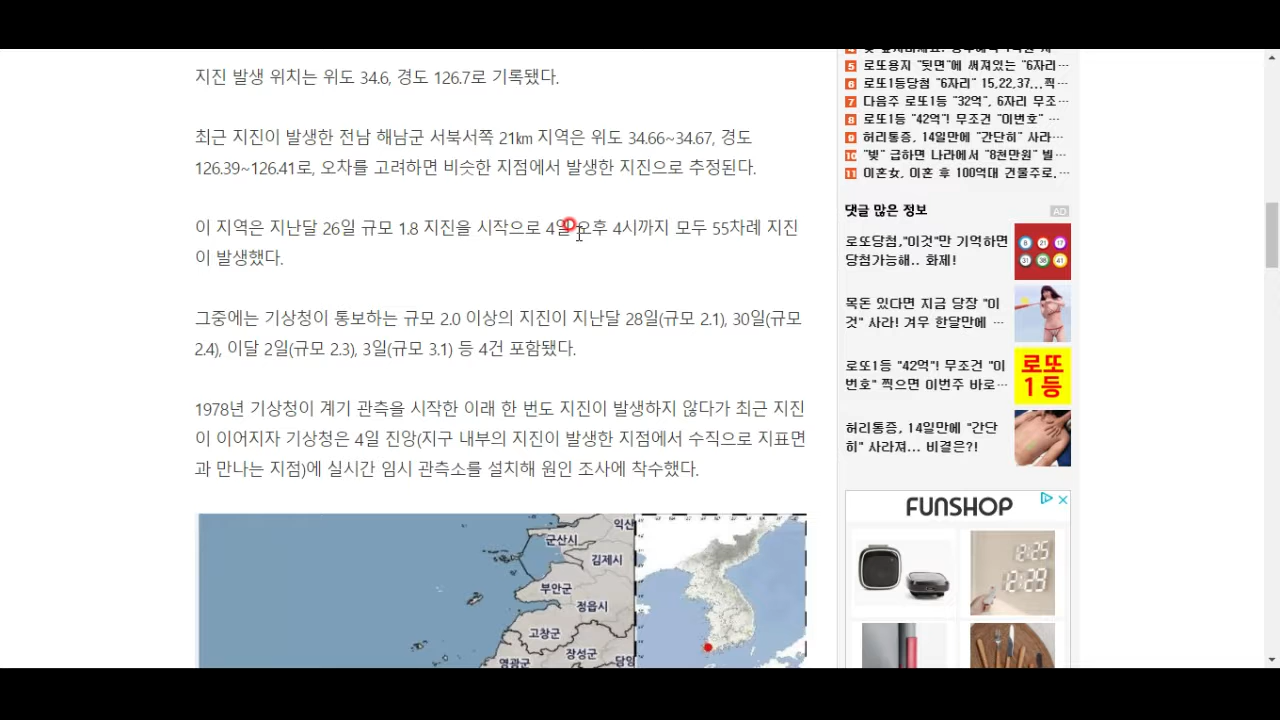 지진 발생 위치는 위도 34.6, 경도 126.7로 기록됐다.
최근 지진이 발생한 전남 해남군 서북서쪽 21km 지역은 위도 34.66~34.67, 경도
126.39~126.41로, 오차를 고려하면 비슷한 지점에서 발생한 지진으로 추정된다.
이 지역은 지난달 26일 규모 1.8 지진을 시작으로 4일 오후 4시까지 모두 55차례 지진
이 발생했다.
그중에는 기상청이 통보하는 규모 2.0 이상의 지진이 지난달 28일(규모 2.1), 30일(규모
2.4), 이달 2일(규모 2.3), 3일(규모 3.1) 등 4건 포함됐다.
1978년 기상청이 계기 관측을 시작한 이래 한 번도 지진이 발생하지 않다가 최근 지진
이 이어지자 기상청은 4일 진앙(지구 내부의 지진이 발생한 지점에서 수직으로 지표면
과 만나는 지점)에 실시간 임시 관측소를 설치해 원인 조사에 착수했다.
익산
군산시
김제시
부안군
정읍시
고창군
장성군
영광군
담양
5 로또용지 "뒷면"에 써져있는 "6자리…
6 로또1등당첨 "6자리" 15,22,37...찍…
7 다음주 로또1등 "32억", 6자리 무조…
8 로또1등 "42억"! 무조건 "이번호" …
9 허리통증, 14일만에 "간단히" 사라…
10 "빚" 급하면 나라에서 "8천만원" 빌…
11 이혼女, 이혼 후 100억대 건물주로.…
댓글 많은 정보
AD
로또당첨,"이것"만 기억하면
당첨가능해.. 화제!
8 21 17
31 38 41
목돈 있다면 지금 당장 "이
것" 사라! 겨우 한달만에 …
로또1등 "42억"! 무조건 "이
번호" 찍으면 이번주 바로…
로또
1등
허리통증, 14일만에 "간단
히" 사라져... 비결은?!
FUNSHOP
12:25
12:29